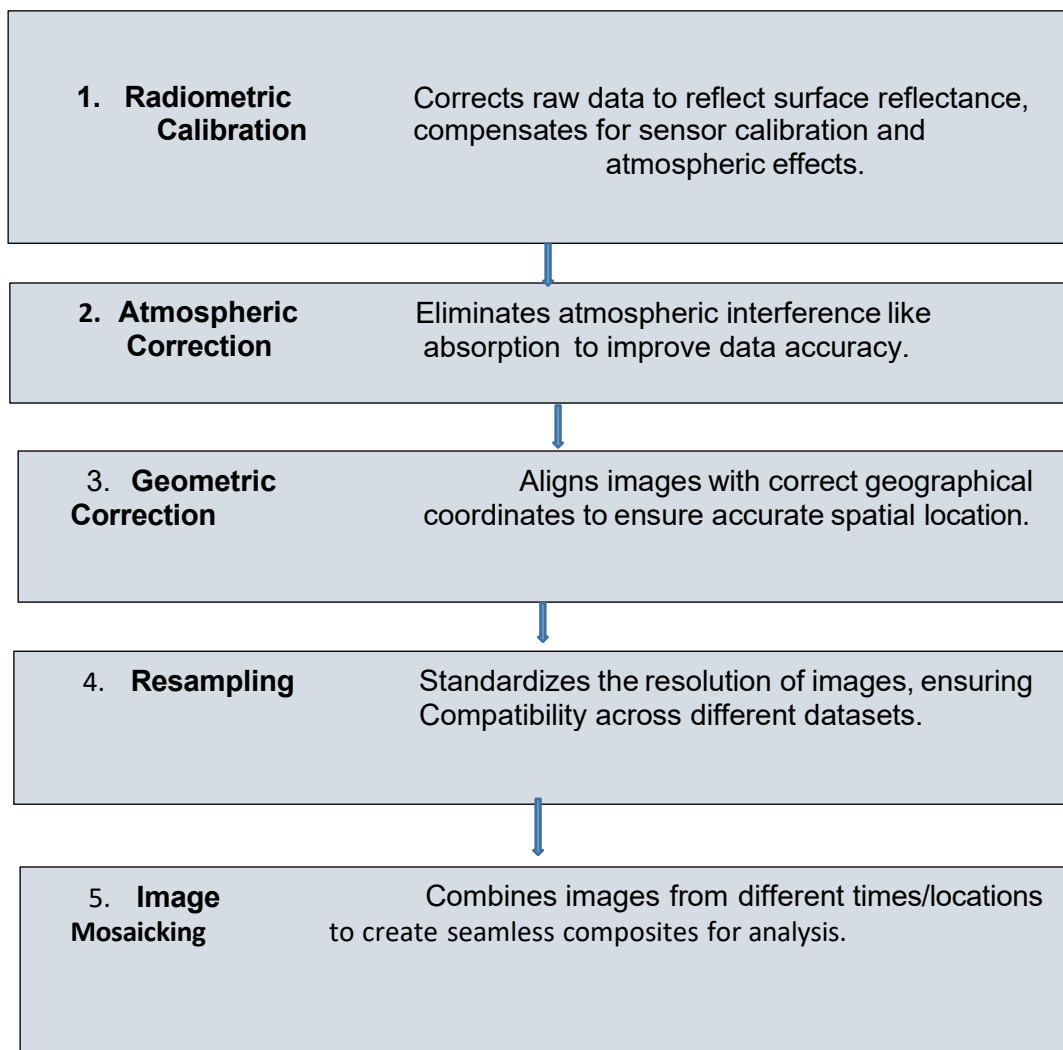 1. Radiometric Corrects raw data to reflect surface reflectance,
Calibration compensates for sensor calibration and
atmospheric effects.
2. Atmospheric Eliminates atmospheric interference like
Correction absorption to improve data accuracy.
3. Geometric Aligns images with correct geographical
Correction coordinates to ensure accurate spatial location.
4. Resampling Standardizes the resolution of images, ensuring
Compatibility across different datasets.
5. Image Combines images from different times/locations
Mosaicking to create seamless composites for analysis.